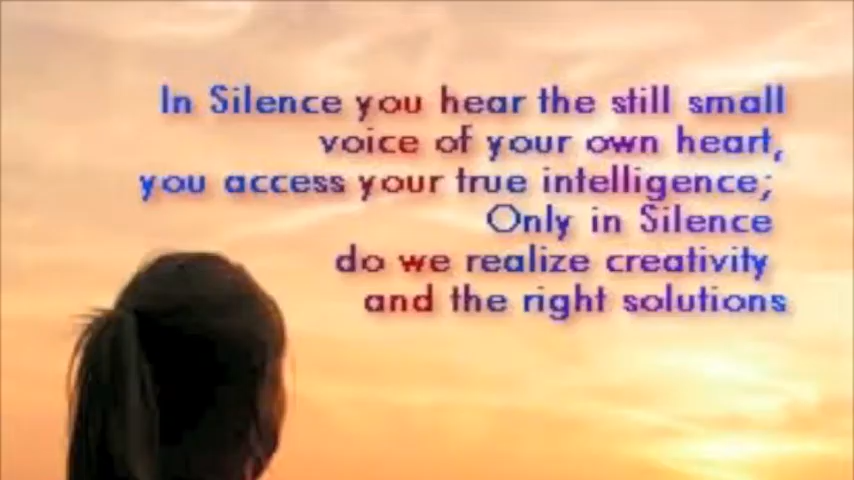 In Silence you hear the still small
voice of your own heart,
you access your true intelligence;
Only in Silence
do we realize creativity
and the right solutions